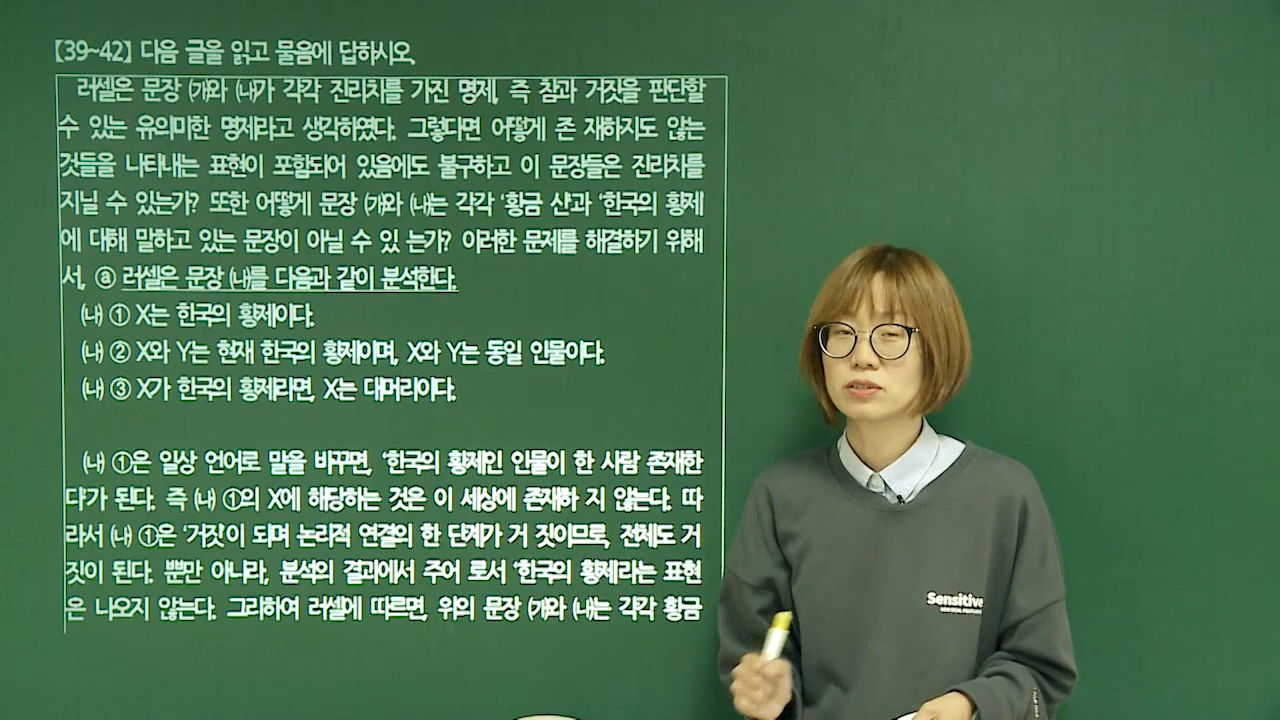 【39~42】 다음 글을 읽고 물음에 답하시오.
러셀은 문장 (가)와 (나)가 각각 진리치를 가진 명제, 즉 참과 거짓을 판단할
수 있는 유의미한 명제라고 생각하였다. 그렇다면 어떻게 존 재하지도 않는
것들을 나타내는 표현이 포함되어 있음에도 불구하고 이 문장들은 진리치를
지닐 수 있는가? 또한 어떻게 문장 (가)와 (나)는 각각 '황금 산'과 '한국의 황제
에 대해 말하고 있는 문장이 아닐 수 있 는가? 이러한 문제를 해결하기 위해
서, ⓐ 러셀은 문장 (나)를 다음과 같이 분석한다.
(나) ① X는 한국의 황제이다.
(나) ② X와 Y는 현재 한국의 황제이며, X와 Y는 동일 인물이다.
(나) ③ X가 한국의 황제라면, X는 대머리이다.
(나) ①은 일상 언어로 말을 바꾸면, '한국의 황제인 인물이 한 사람 존재한
다'가 된다. 즉 (나) ①의 X에 해당하는 것은 이 세상에 존재하 지 않는다. 따
라서 (나) ①은 '거짓'이 되며 논리적 연결의 한 단계가 거 짓이므로, 전체도 거
짓이 된다. 뿐만 아니라, 분석의 결과에서 주어 로서 '한국의 황제'라는 표현
은 나오지 않는다. 그리하여 러셀에 따르면, 위의 문장 (가)와 (나)는 각각 황금
Sensitive